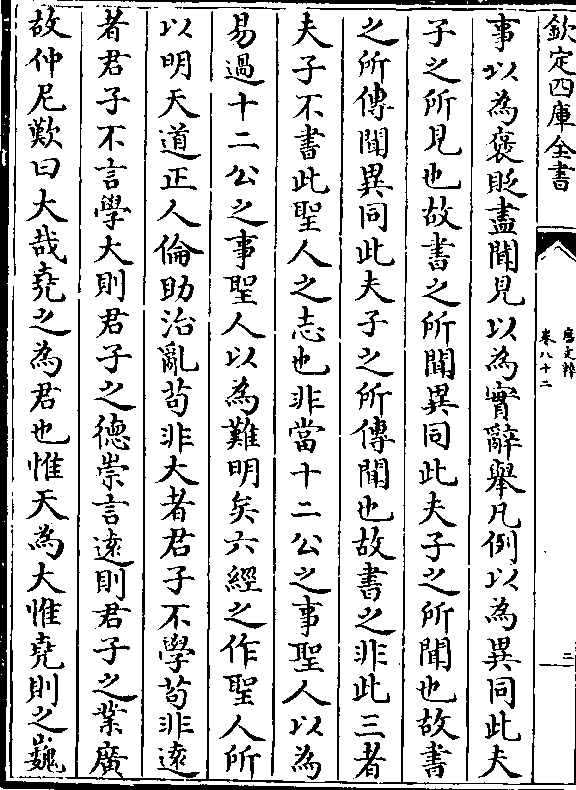 欽定四庫全書
唐文粹
卷八十二
三
事以為褒貶盡聞見以為實辭舉凡例以為異同此夫
子之所見也故書之所聞異同此夫子之所聞也故書
之所傳聞異同此夫子之所傳聞也故書之非此三者
夫子不書此聖人之志也非當十二公之事聖人以為
易過十二公之事聖人以為難明矣六經之作聖人所
以明天道正人倫助治亂苟非大者君子不學苟非遠
者君子不言學大則君子之德崇言遠則君子之業廣
故仲尼歎曰大哉堯之為君也惟天為大惟堯則之巍